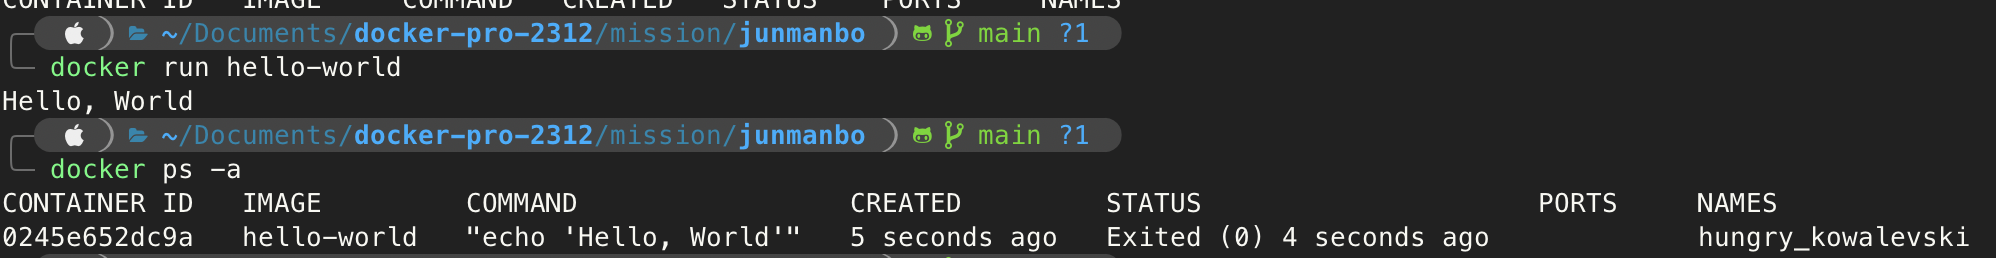 CONTAINER ID   IMAGE     COMMAND   CREATED   STATUS    PORTS     NAMES
~/Documents/docker-pro-2312/mission/junmanbo main ?1
docker run hello-world
Hello, World
~/Documents/docker-pro-2312/mission/junmanbo main ?1
docker ps -a
CONTAINER ID   IMAGE         COMMAND                 CREATED         STATUS                     PORTS     NAMES
0245e652dc9a   hello-world   "echo 'Hello, World'"   5 seconds ago   Exited (0) 4 seconds ago             hungry_kowalevski